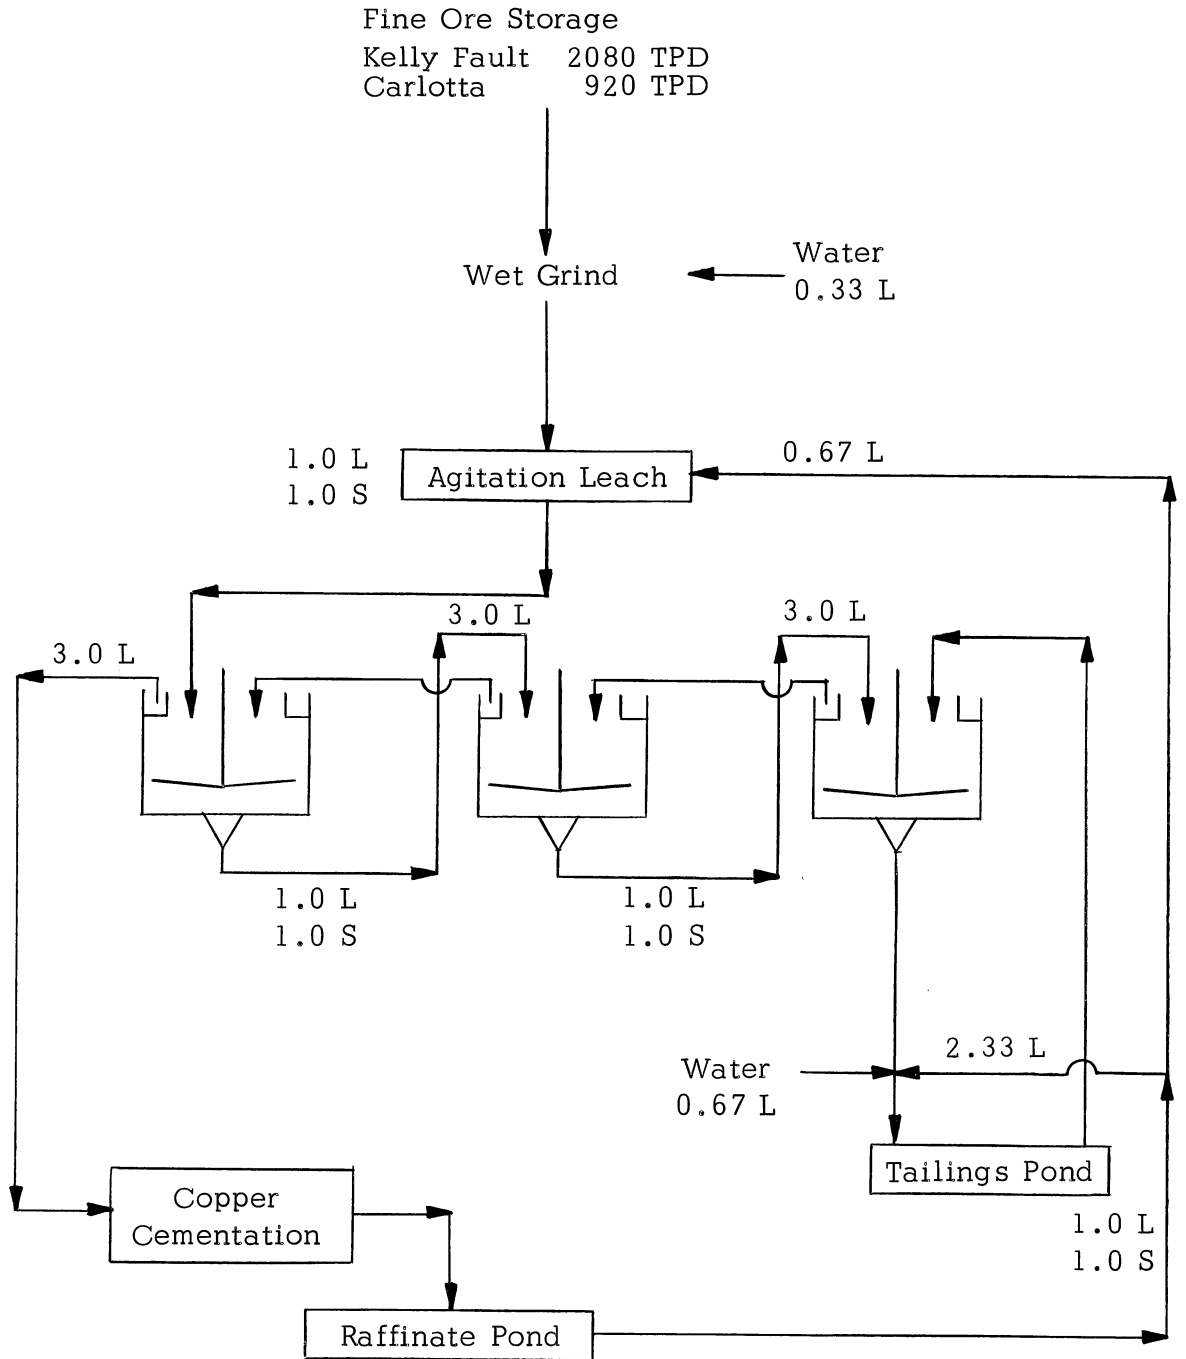 Fine Ore Storage
Kelly Fault 2080 TPD
Carlotta 920 TPD
Water
Wet Grind
0.33 L
1.0 L
1.0 S
Agitation Leach
0.67 L
3.0 L
3.0 L
3.0 L
1.0 L
1.0 S
1.0 L
1.0 S
Water
0.67 L
2.33 L
Tailings Pond
Copper
Cementation
1.0 L
1.0 S
Raffinate Pond